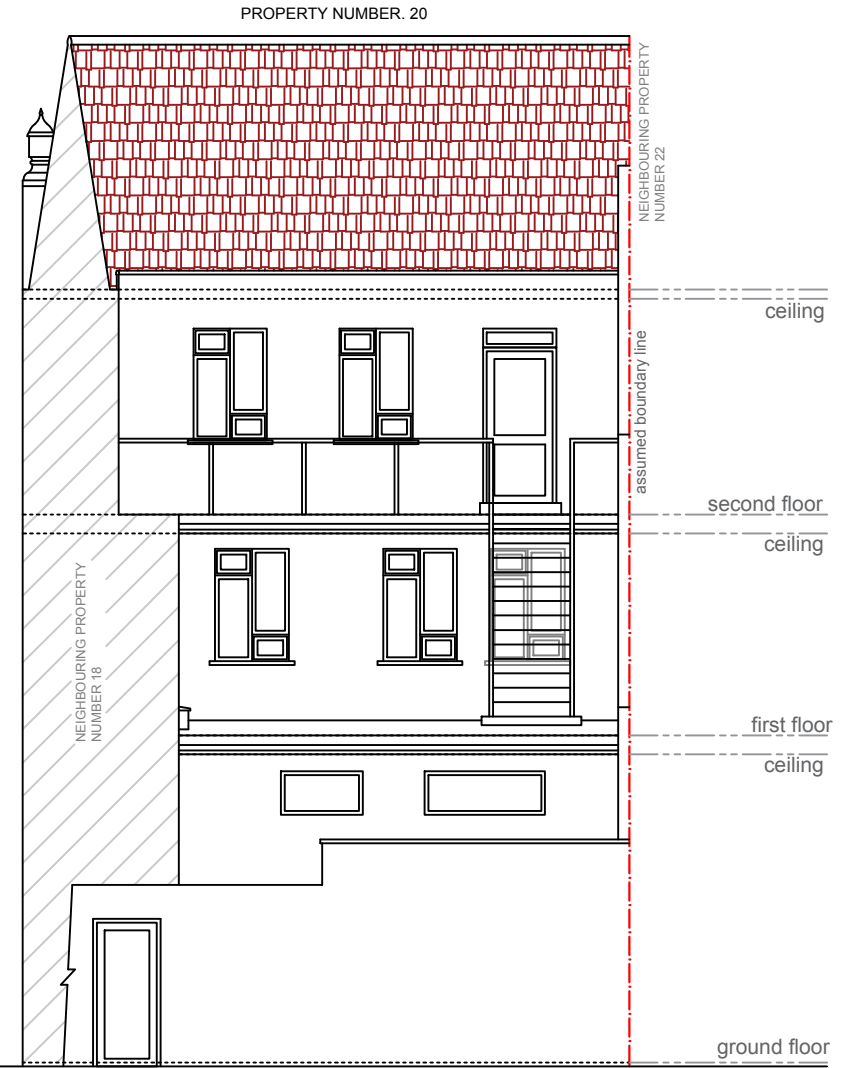 PROPERTY NUMBER. 20
NEIGHBOURING PROPERTY
NUMBER 22
ceiling
assumed boundary line
second floor
ceiling
NEIGHBOURING PROPERTY
NUMBER 18
first floor
ceiling
ground floor